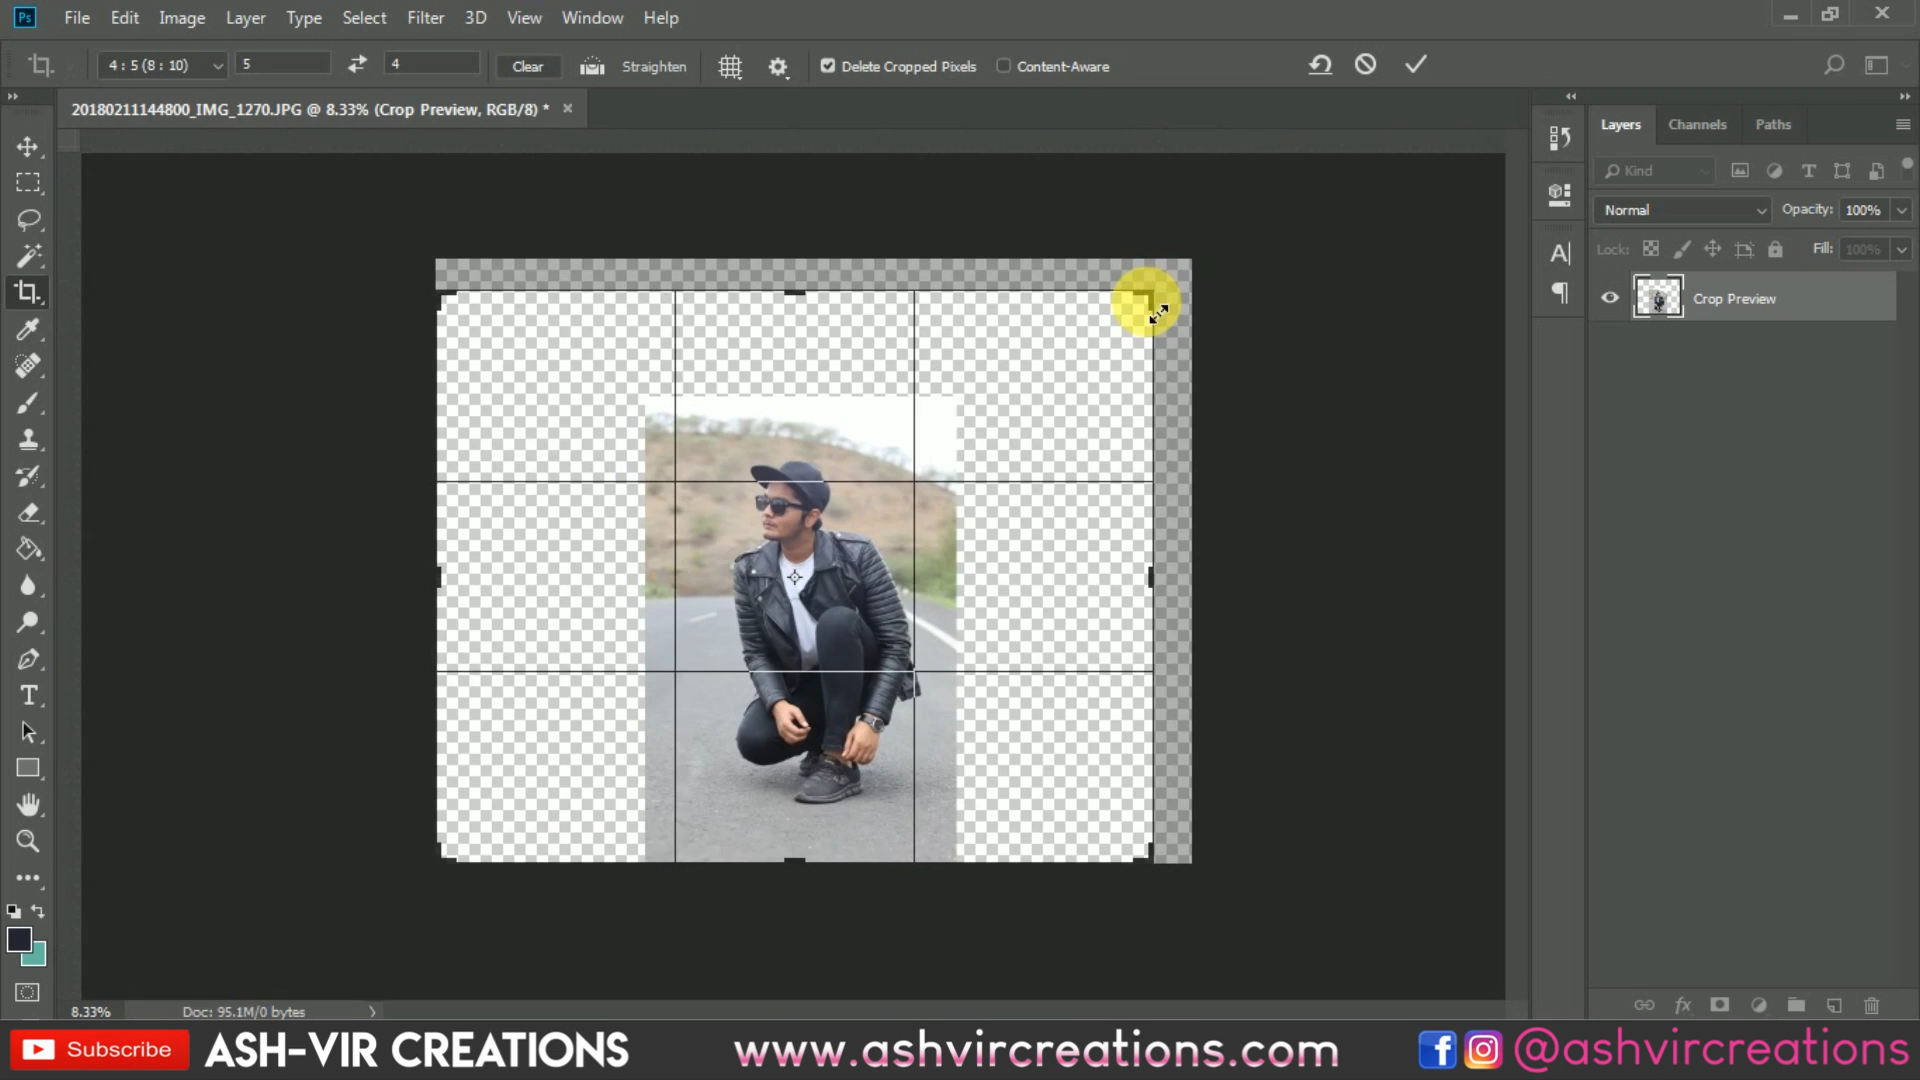 Ps File Edit Image Layer Type Select Filter 3D View Window Help
4 : 5 (8 : 10) 5 4 Clear Straighten Delete Cropped Pixels Content-Aware
20180211144800_IMG_1270.JPG @ 8.33% (Crop Preview, RGB/8) *
Layers Channels Paths
Kind
Normal Opacity: 100%
Lock: Fill: 100%
Crop Preview
8.33% Doc: 95.1M/0 bytes
Subscribe ASH-VIR CREATIONS www.ashvircreations.com @ashvircreations